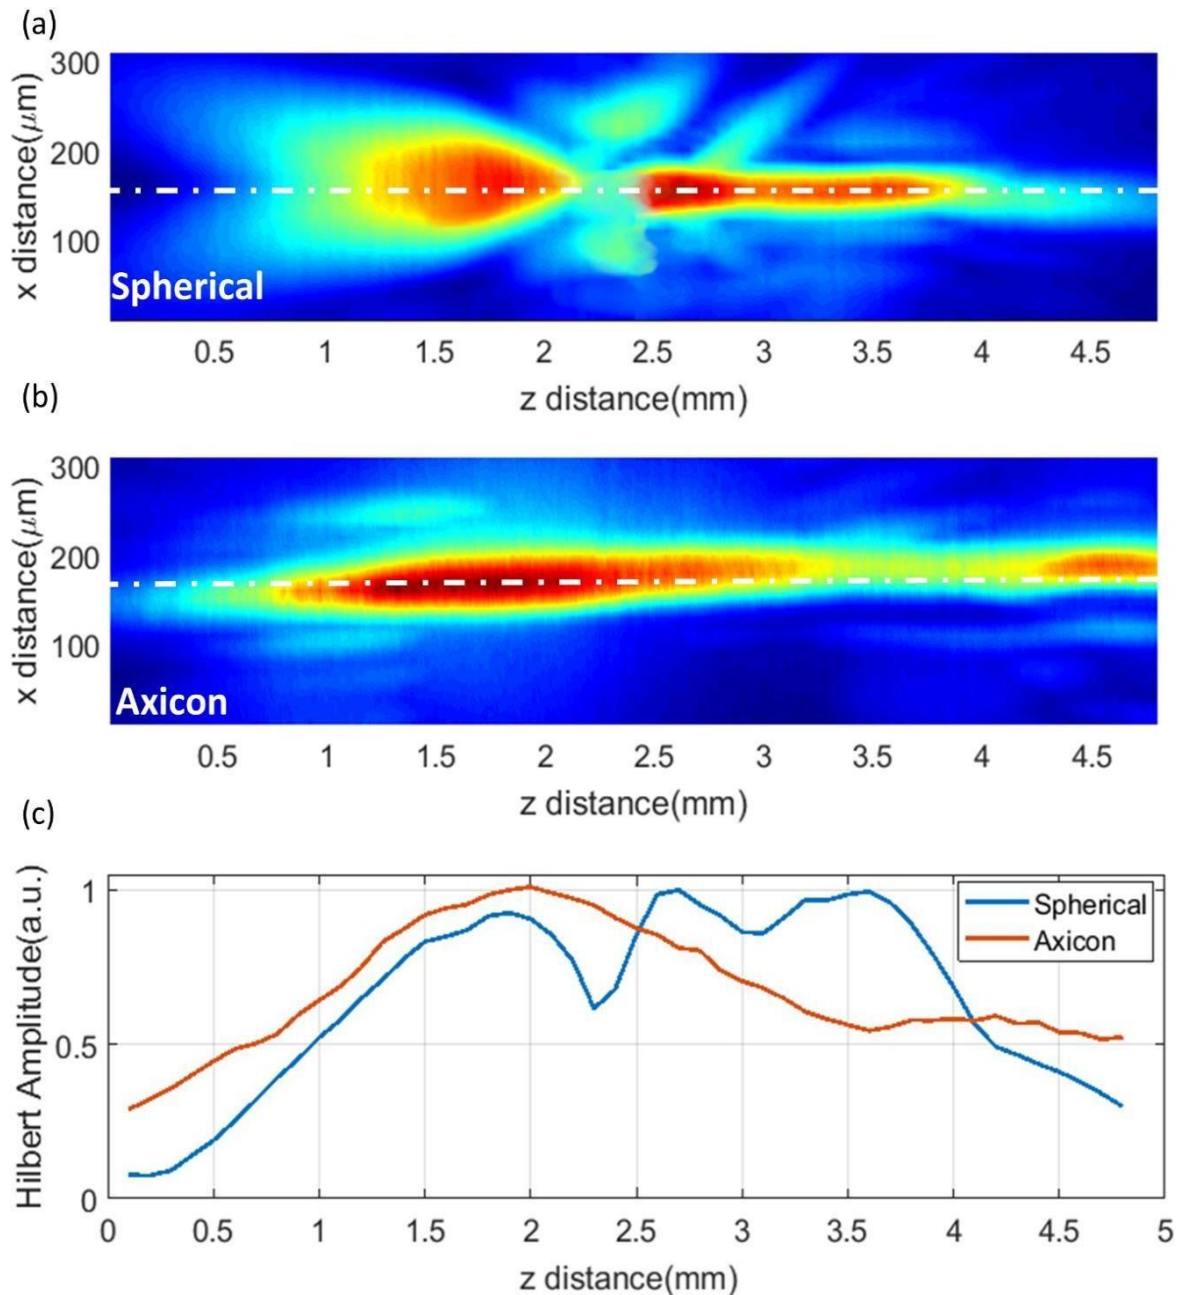 (a)
300
200
100
x distance(μm)
Spherical
0.5 1 1.5 2 2.5 3 3.5 4 4.5
z distance(mm)
(b)
300
200
100
x distance(μm)
Axicon
0.5 1 1.5 2 2.5 3 3.5 4 4.5
z distance(mm)
(c)
1
0.5
0
Hilbert Amplitude(a.u.)
Spherical
Axicon
0 0.5 1 1.5 2 2.5 3 3.5 4 4.5 5
z distance(mm)